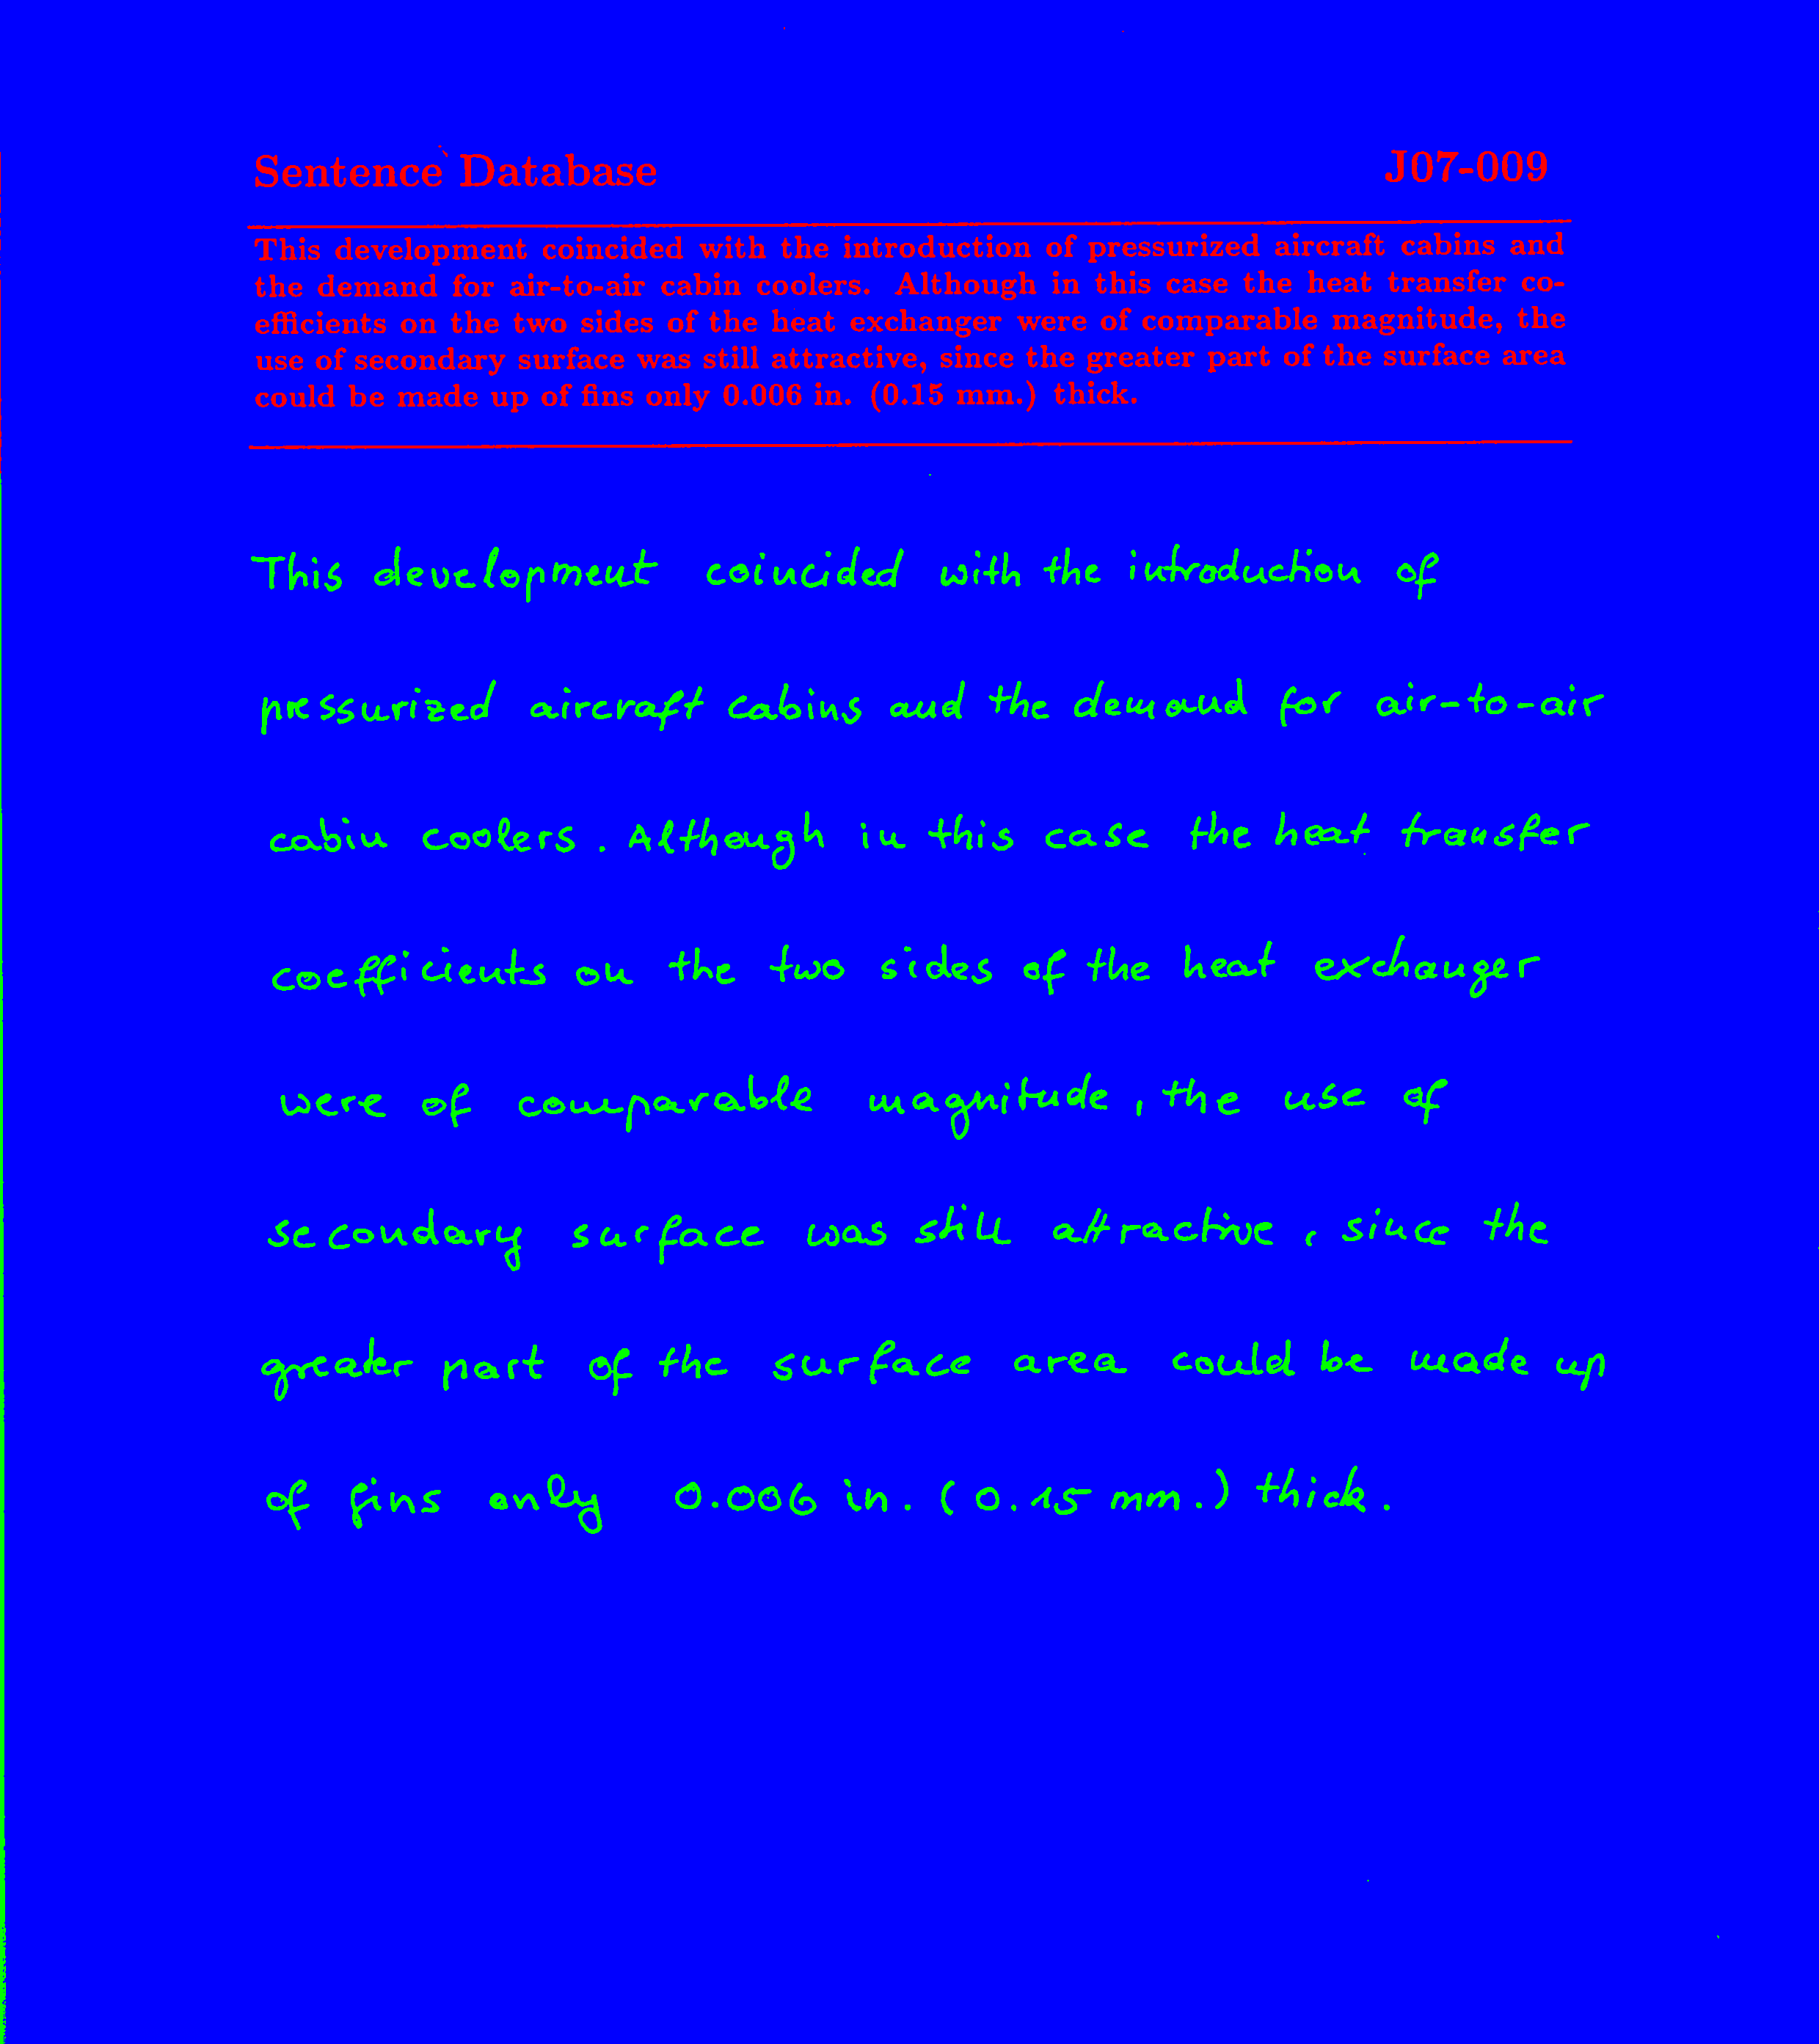 Sentence Database J07-009
This development coincided with the introduction of pressurized aircraft cabins and
the demand for air-to-air cabin coolers. Although in this case the heat transfer co-
efficients on the two sides of the heat exchanger were of comparable magnitude, the
use of secondary surface was still attractive, since the greater part of the surface area
could be made up of fins only 0.006 in. (0.15 mm.) thick.
This development coincided with the introduction of
pressurized aircraft cabins and the demand for air-to-air
cabin coolers. Although in this case the heat transfer
coefficients on the two sides of the heat exchanger
were of comparable magnitude, the use of
secondary surface was still attractive, since the
greater part of the surface area could be made up
of fins only 0.006 in. (0.15 mm.) thick.